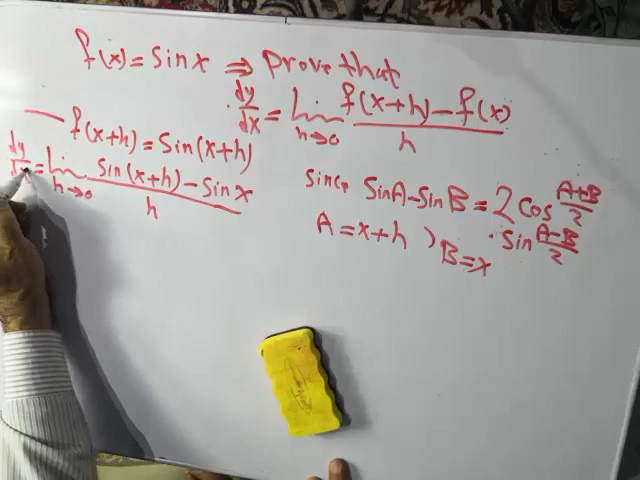 f(x) = Sin x ⇒ Prove that
dy/dx = lim h→0 f(x+h) − f(x) / h
— f(x+h) = Sin(x+h)
dy/dx = lim h→0 Sin(x+h) − Sin x / h
Since, Sin A − Sin B = 2 Cos A+B/2
· Sin A−B/2
A = x+h , B = x